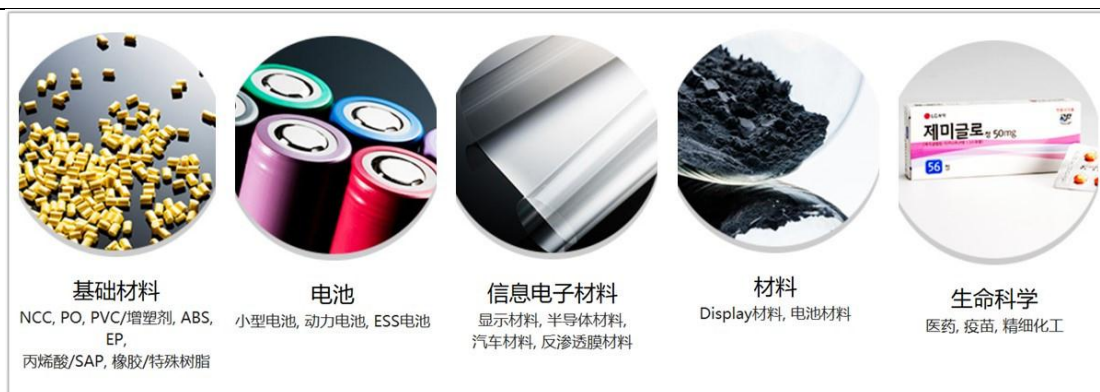 제미글로 정 50mg
56 정
基础材料
NCC, PO, PVC/增塑剂, ABS,
EP,
丙烯酸/SAP, 橡胶/特殊树脂
电池
小型电池, 动力电池, ESS电池
信息电子材料
显示材料, 半导体材料,
汽车材料, 反渗透膜材料
材料
Display材料, 电池材料
生命科学
医药, 疫苗, 精细化工